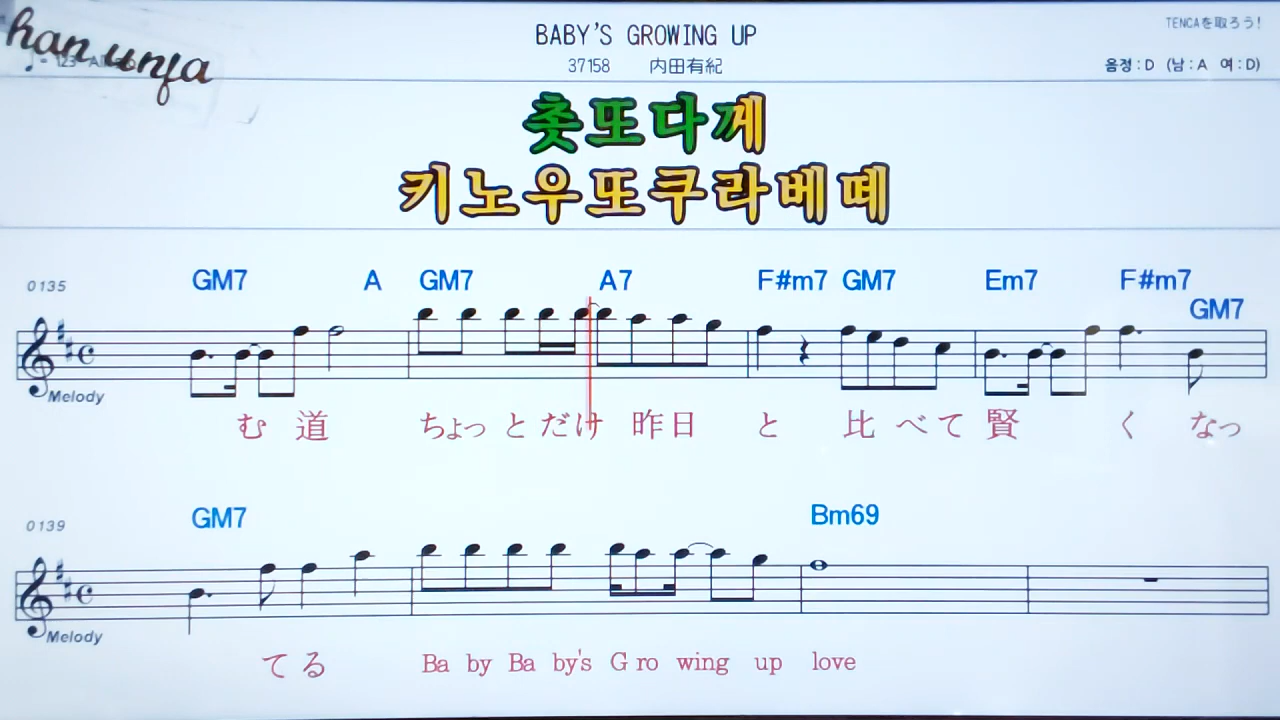 han unfa
BABY'S GROWING UP
TENCAを取ろう!
37158 内田有紀
음정:D (남:A 여:D)
촛또다께
키노우또쿠라베떼
0135 GM7 A GM7 A7 F#m7 GM7 Em7 F#m7 GM7
Melody
む 道 ちょっ と だ け 昨日 と 比 べ て 賢 く なっ
0139 GM7 Bm69
Melody
て る Ba by Ba by's G ro wing up love